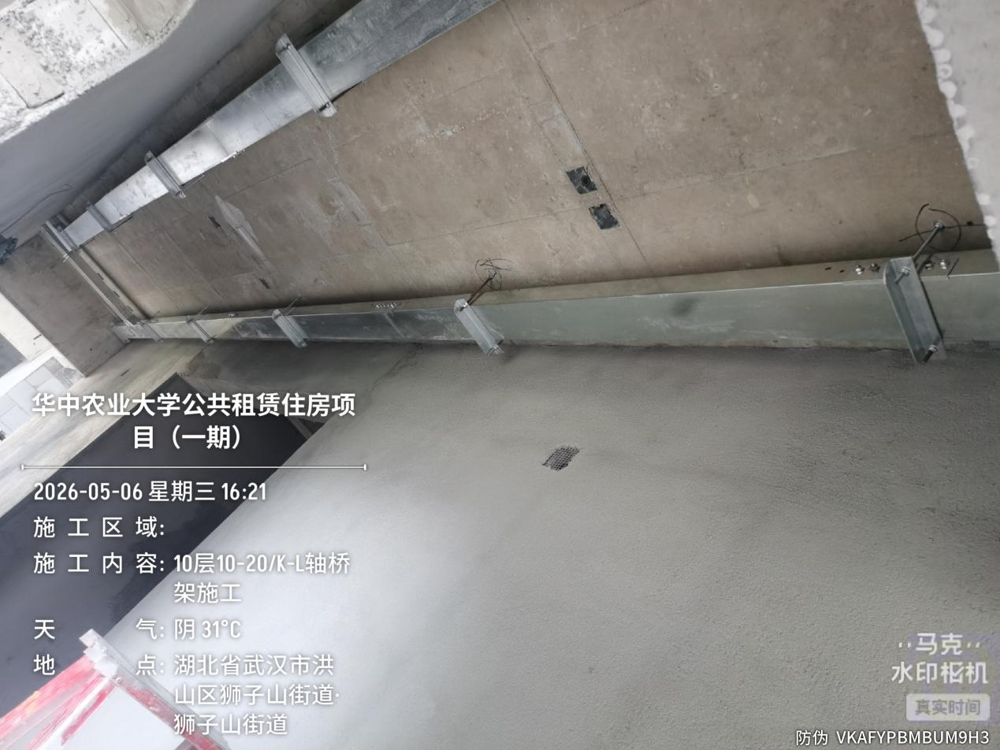 华中农业大学公共租赁住房项
目（一期）
2026-05-06 星期三 16:21
施工区域:
施工内容: 10层10-20/K-L轴桥
架施工
天气: 阴 31°C
地点: 湖北省武汉市洪
山区狮子山街道·
狮子山街道
马克
水印相机
真实时间
防伪 VKAFYPBMBUM9H3